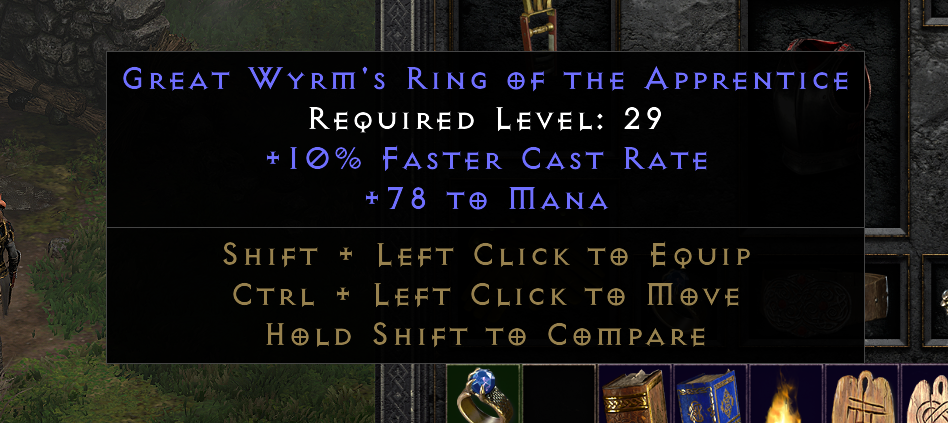 Great Wyrm's Ring of the Apprentice
Required Level: 29
+10% Faster Cast Rate
+78 to Mana
Shift + Left Click to Equip
Ctrl + Left Click to Move
Hold Shift to Compare